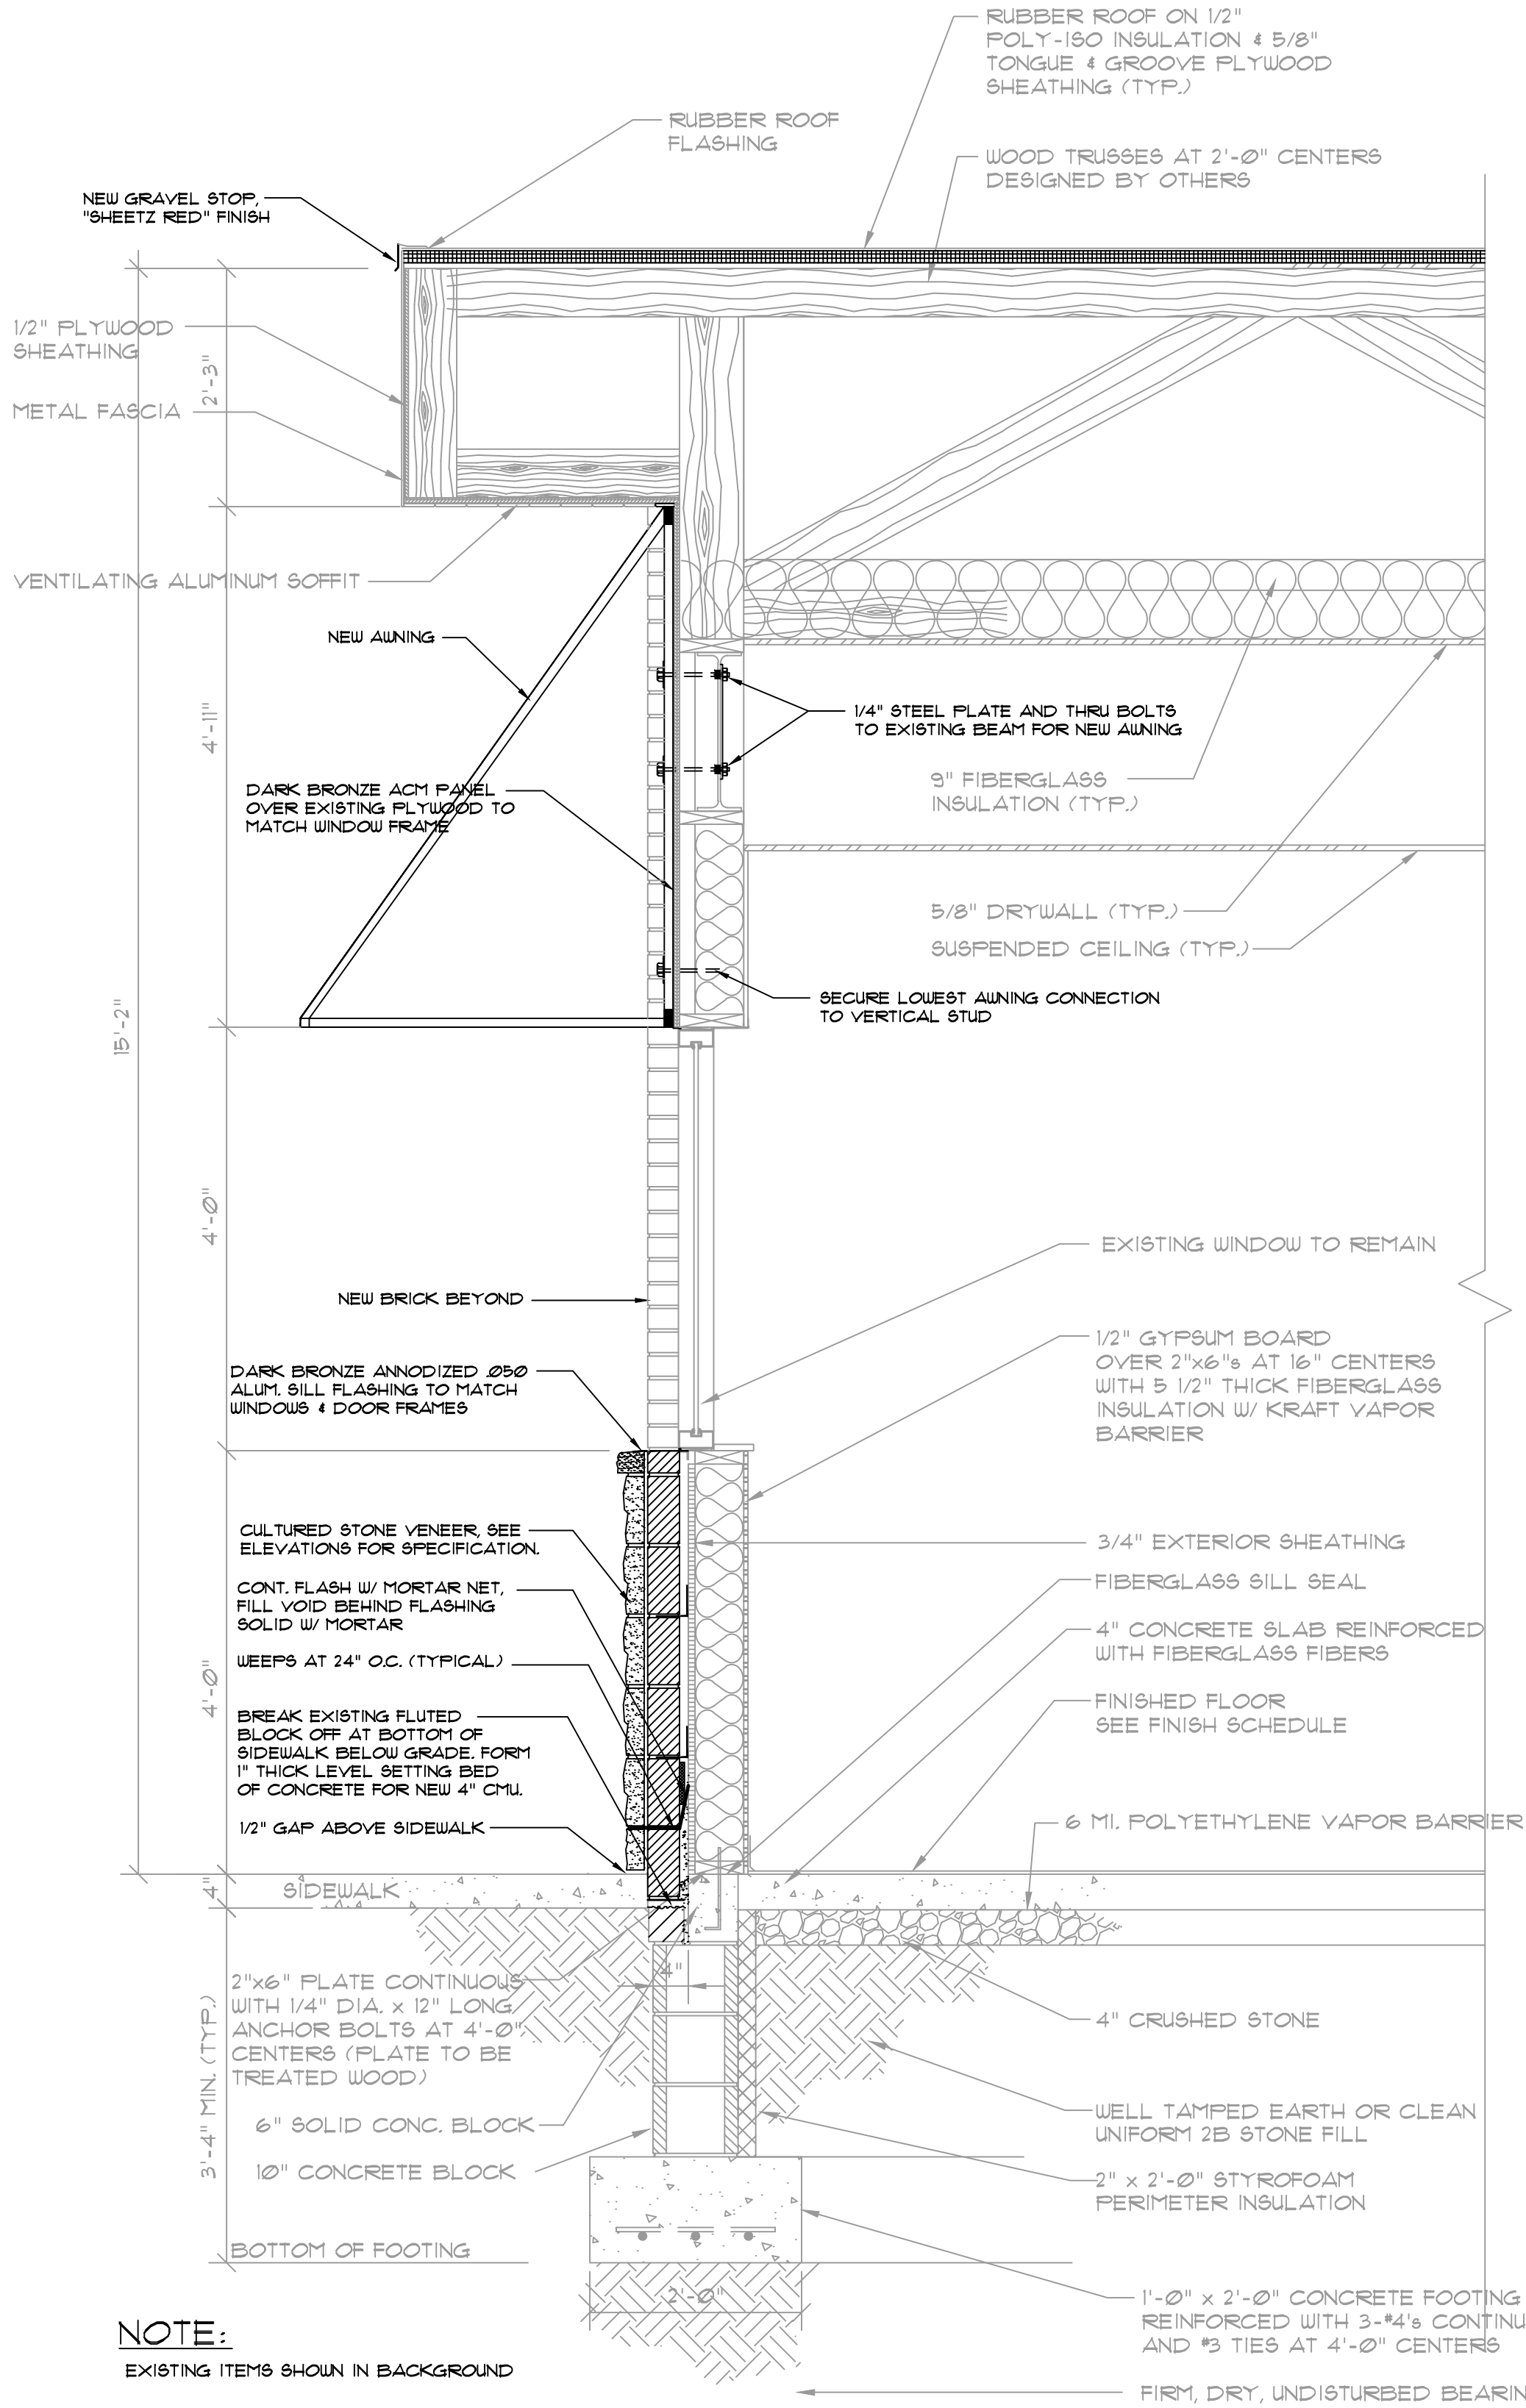 RUBBER ROOF ON 1/2"
POLY-ISO INSULATION & 5/8"
TONGUE & GROOVE PLYWOOD
SHEATHING (TYP.)
RUBBER ROOF
FLASHING
WOOD TRUSSES AT 2'-0" CENTERS
DESIGNED BY OTHERS
NEW GRAVEL STOP,
"SHEETZ RED" FINISH
1/2" PLYWOOD
SHEATHING
2'-3"
METAL FASCIA
VENTILATING ALUMINUM SOFFIT
NEW AWNING
4'-11"
1/4" STEEL PLATE AND THRU BOLTS
TO EXISTING BEAM FOR NEW AWNING
DARK BRONZE ACM PANEL
OVER EXISTING PLYWOOD TO
MATCH WINDOW FRAME
9" FIBERGLASS
INSULATION (TYP.)
5/8" DRYWALL (TYP.)
SUSPENDED CEILING (TYP.)
SECURE LOWEST AWNING CONNECTION
TO VERTICAL STUD
15'-2"
4'-0"
EXISTING WINDOW TO REMAIN
NEW BRICK BEYOND
1/2" GYPSUM BOARD
OVER 2"x6"s AT 16" CENTERS
WITH 5 1/2" THICK FIBERGLASS
INSULATION W/ KRAFT VAPOR
BARRIER
DARK BRONZE ANNODIZED .050
ALUM. SILL FLASHING TO MATCH
WINDOWS & DOOR FRAMES
CULTURED STONE VENEER, SEE
ELEVATIONS FOR SPECIFICATION.
3/4" EXTERIOR SHEATHING
CONT. FLASH W/ MORTAR NET,
FILL VOID BEHIND FLASHING
SOLID W/ MORTAR
FIBERGLASS SILL SEAL
4" CONCRETE SLAB REINFORCED
WITH FIBERGLASS FIBERS
WEEPS AT 24" O.C. (TYPICAL)
4'-0"
FINISHED FLOOR
SEE FINISH SCHEDULE
BREAK EXISTING FLUTED
BLOCK OFF AT BOTTOM OF
SIDEWALK BELOW GRADE. FORM
1" THICK LEVEL SETTING BED
OF CONCRETE FOR NEW 4" CMU.
1/2" GAP ABOVE SIDEWALK
6 MI. POLYETHYLENE VAPOR BARRIER
4"
SIDEWALK
4"
2"x6" PLATE CONTINUOUS
WITH 1/4" DIA. x 12" LONG
ANCHOR BOLTS AT 4'-0"
CENTERS (PLATE TO BE
TREATED WOOD)
4" CRUSHED STONE
3'-4" MIN. (TYP.)
6" SOLID CONC. BLOCK
WELL TAMPED EARTH OR CLEAN
UNIFORM 2B STONE FILL
10" CONCRETE BLOCK
2" x 2'-0" STYROFOAM
PERIMETER INSULATION
BOTTOM OF FOOTING
2'-0"
1'-0" x 2'-0" CONCRETE FOOTING
REINFORCED WITH 3-#4's CONTINU
AND #3 TIES AT 4'-0" CENTERS
NOTE:
EXISTING ITEMS SHOWN IN BACKGROUND
FIRM, DRY, UNDISTURBED BEARIN